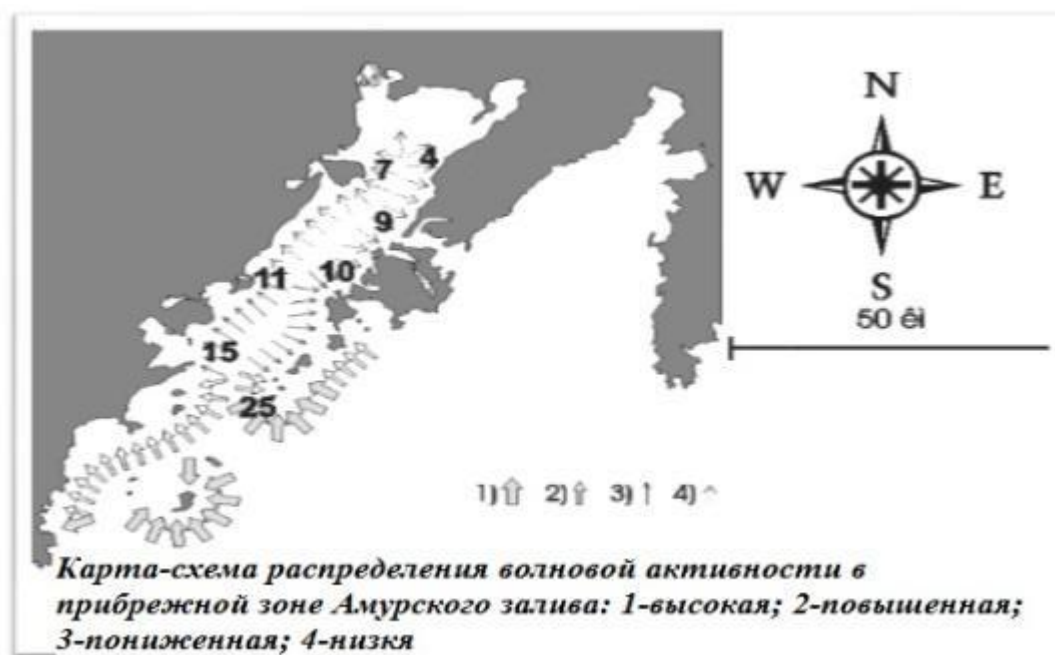 N
W E
S
50 êì
7 4
9
11 10
15
25
1) 2) 3) 4)
Карта-схема распределения волновой активности в
прибрежной зоне Амурского залива: 1-высокая; 2-повышенная;
3-пониженная; 4-низкя